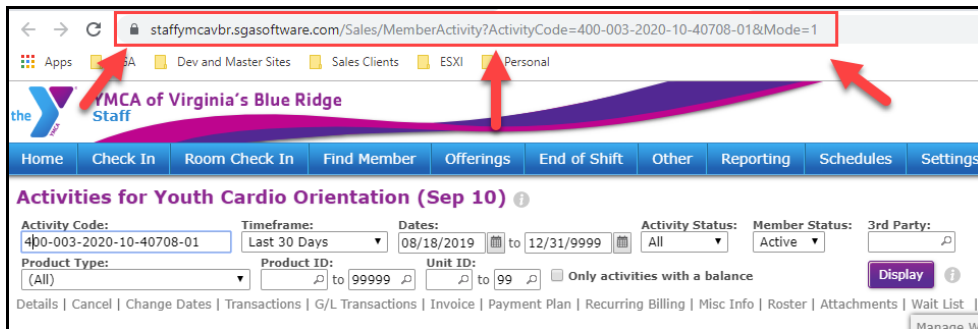 staffymcavbr.sgasoftware.com/Sales/MemberActivity?ActivityCode=400-003-2020-10-40708-01&Mode=1
Apps Dev and Master Sites Sales Clients ESXI Personal
the YMCA of Virginia's Blue Ridge
YMCA Staff
Home Check In Room Check In Find Member Offerings End of Shift Other Reporting Schedules Settings
Activities for Youth Cardio Orientation (Sep 10)
Activity Code: Timeframe: Dates: Activity Status: Member Status: 3rd Party:
400-003-2020-10-40708-01 Last 30 Days 08/18/2019 to 12/31/9999 All Active
Product Type: Product ID: Unit ID:
(All) to 99999 to 99 Only activities with a balance Display
Details | Cancel | Change Dates | Transactions | G/L Transactions | Invoice | Payment Plan | Recurring Billing | Misc Info | Roster | Attachments | Wait List |
Manage W